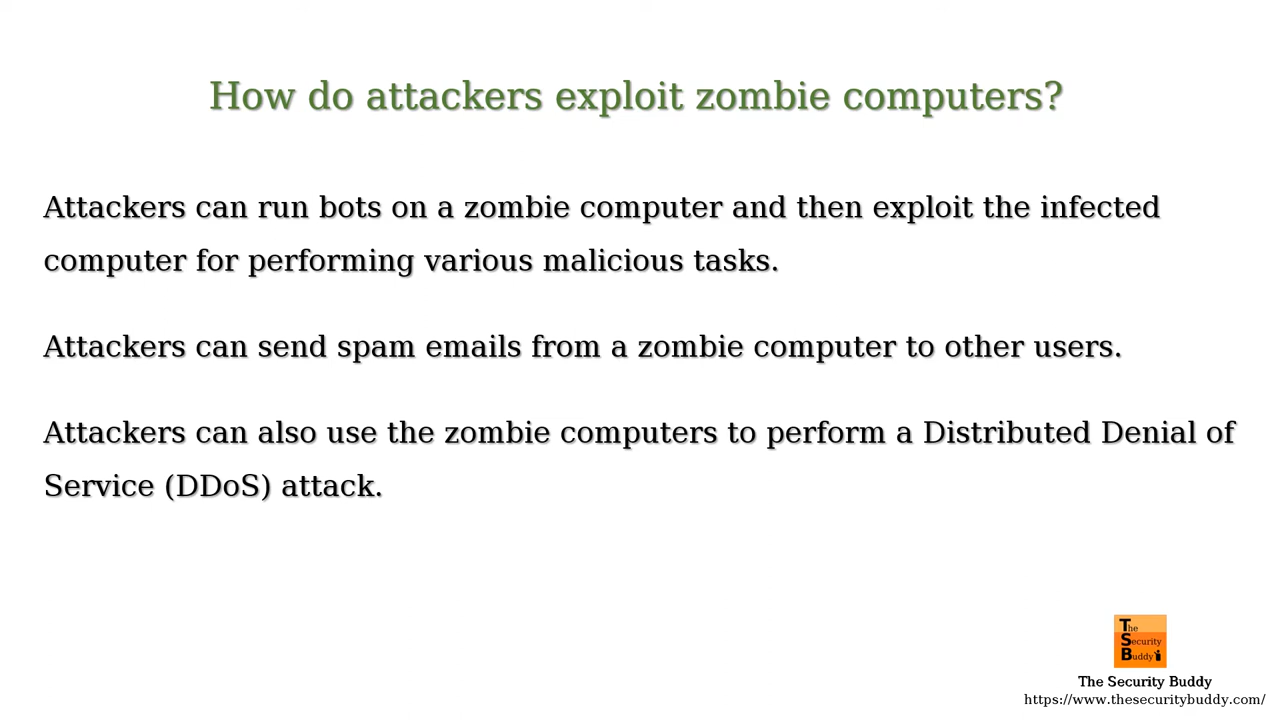 How do attackers exploit zombie computers?
Attackers can run bots on a zombie computer and then exploit the infected
computer for performing various malicious tasks.
Attackers can send spam emails from a zombie computer to other users.
Attackers can also use the zombie computers to perform a Distributed Denial of
Service (DDoS) attack.
The
Security
Buddy
The Security Buddy
https://www.thesecuritybuddy.com/